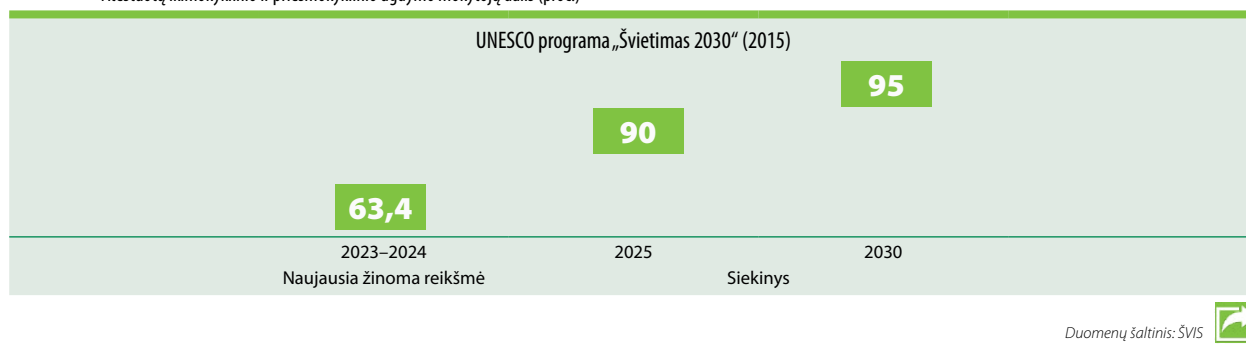 UNESCO programa „Švietimas 2030“ (2015)
95
90
63,4
2023–2024 2025 2030
Naujausia žinoma reikšmė Siekinys
Duomenų šaltinis: ŠVIS